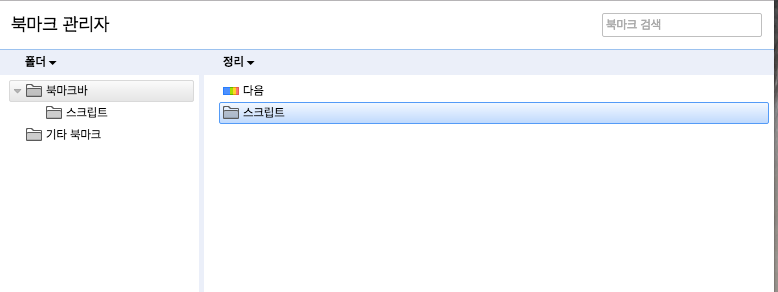 북마크 관리자
북마크 검색
폴더
정리
북마크바
스크립트
기타 북마크
다음
스크립트